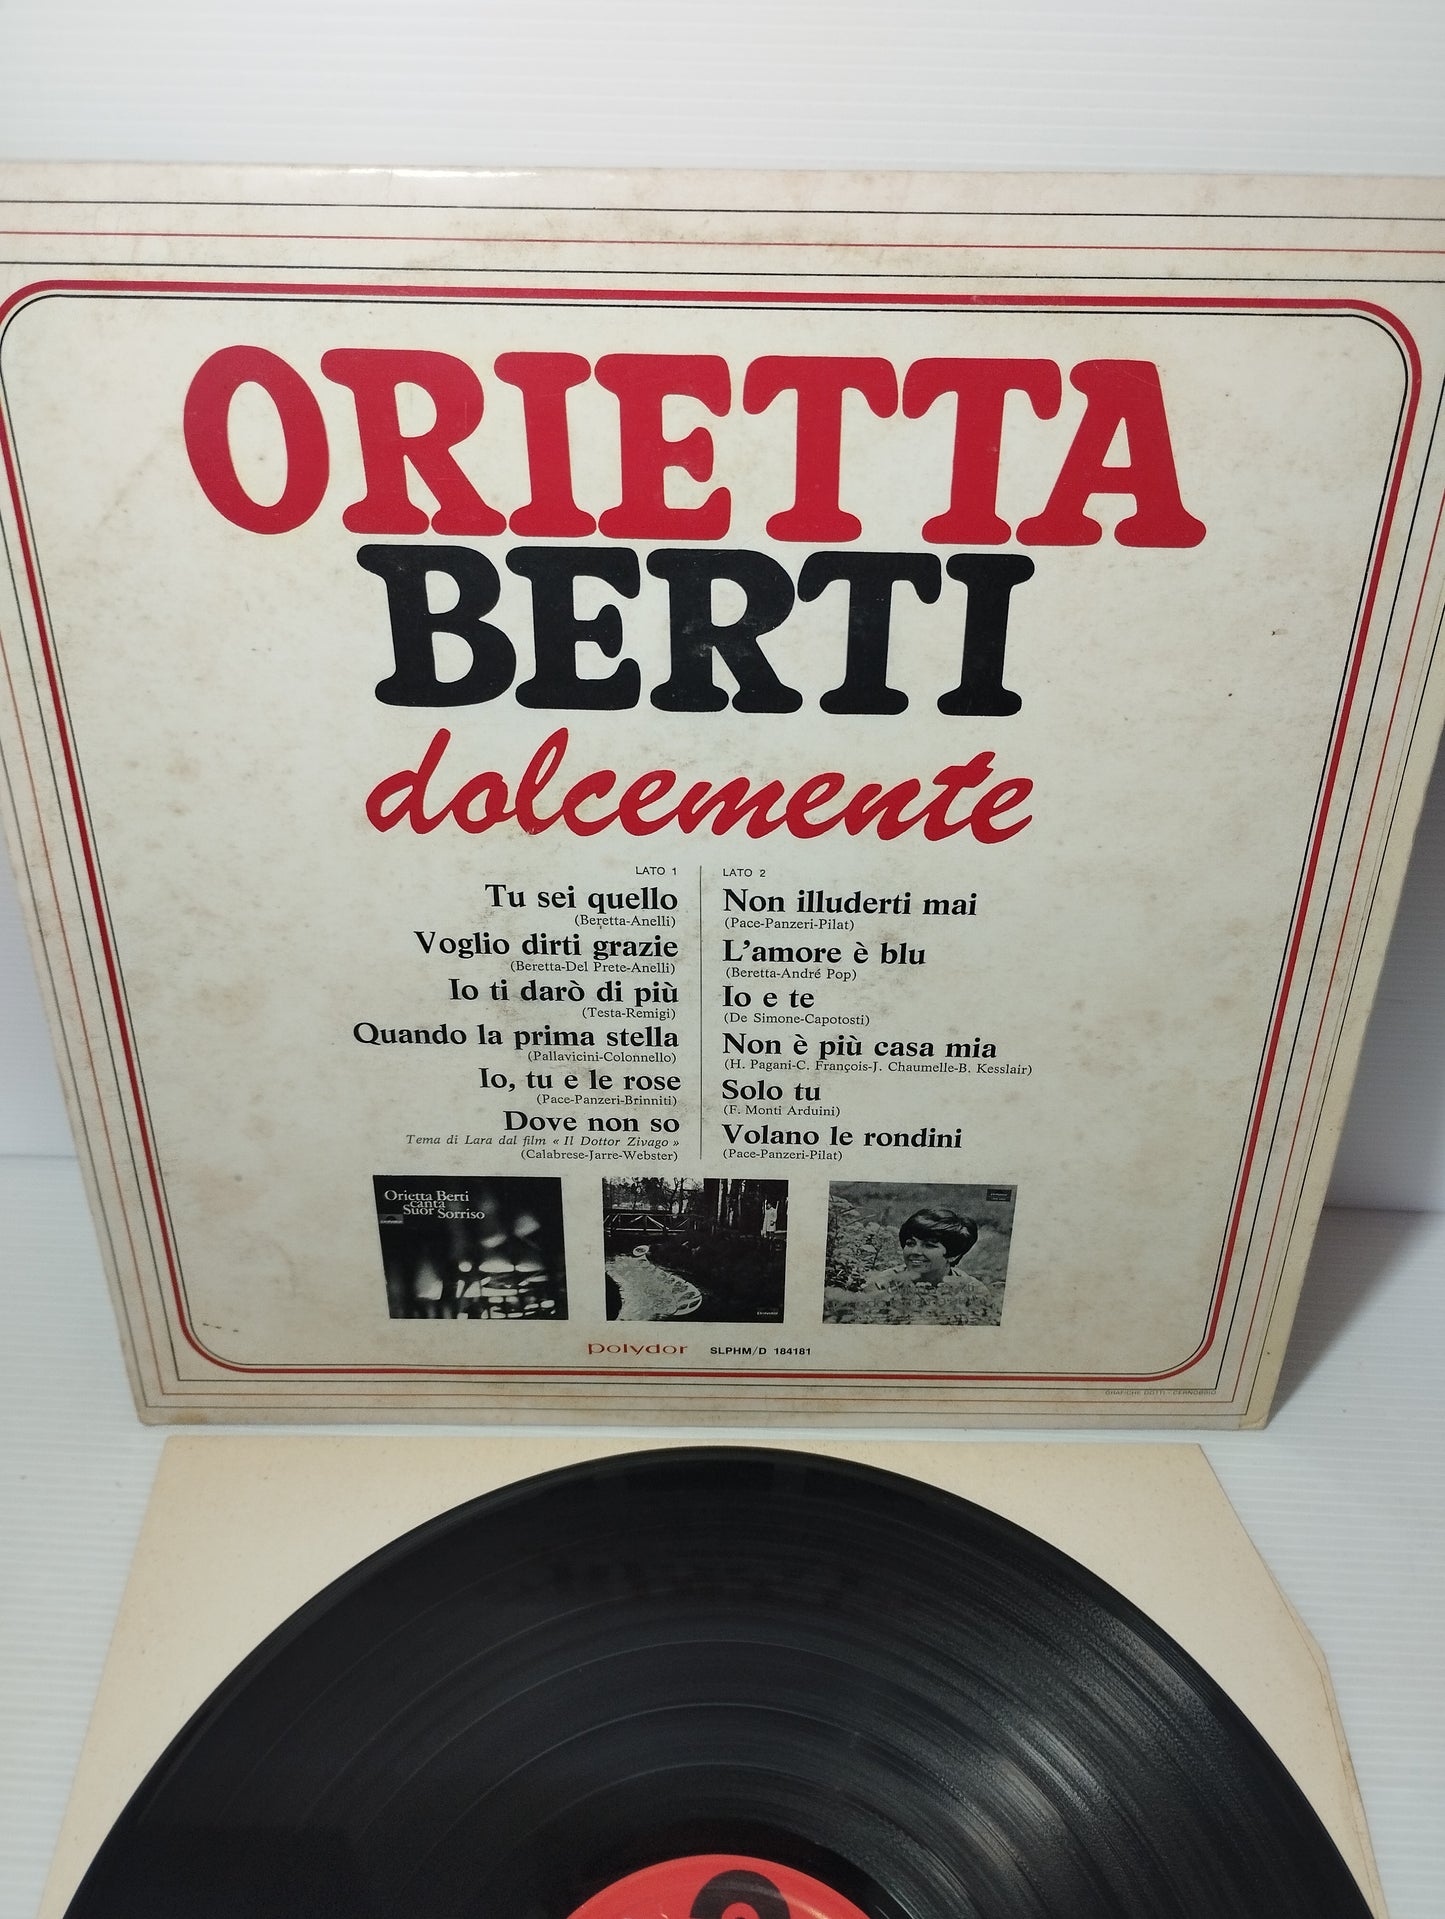 ORIETTA
BERTI
dolcemente
LATO 1
Tu sei quello
(Beretta-Anelli)
Voglio dirti grazie
(Beretta-Del Prete-Anelli)
Io ti darò di più
(Testa-Remigi)
Quando la prima stella
(Pallavicini-Colonnello)
Io, tu e le rose
(Pace-Panzeri-Brinniti)
Dove non so
Tema di Lara dal film « Il Dottor Zivago »
(Calabrese-Jarre-Webster)
LATO 2
Non illuderti mai
(Pace-Panzeri-Pilat)
L'amore è blu
(Beretta-André Pop)
Io e te
(De Simone-Capotosti)
Non è più casa mia
(H. Pagani-C. François-J. Chaumelle-B. Kesslair)
Solo tu
(F. Monti Arduini)
Volano le rondini
(Pace-Panzeri-Pilat)
Orietta Berti
canta
Suor Sorriso
polydor SLPHM/D 184181
GRAFICHE DOTTI - CERNOBBIO